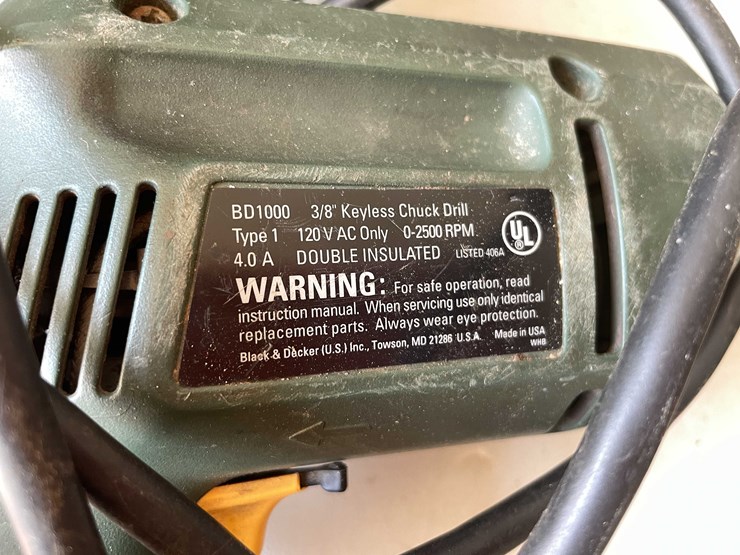 BD1000 3/8" Keyless Chuck Drill
Type 1 120 V AC Only 0-2500 RPM
4.0 A DOUBLE INSULATED LISTED 406A UL ®
WARNING: For safe operation, read
instruction manual. When servicing use only identical
replacement parts. Always wear eye protection.
Black & Decker (U.S.) Inc., Towson, MD 21286 U.S.A. Made in USA
WHB